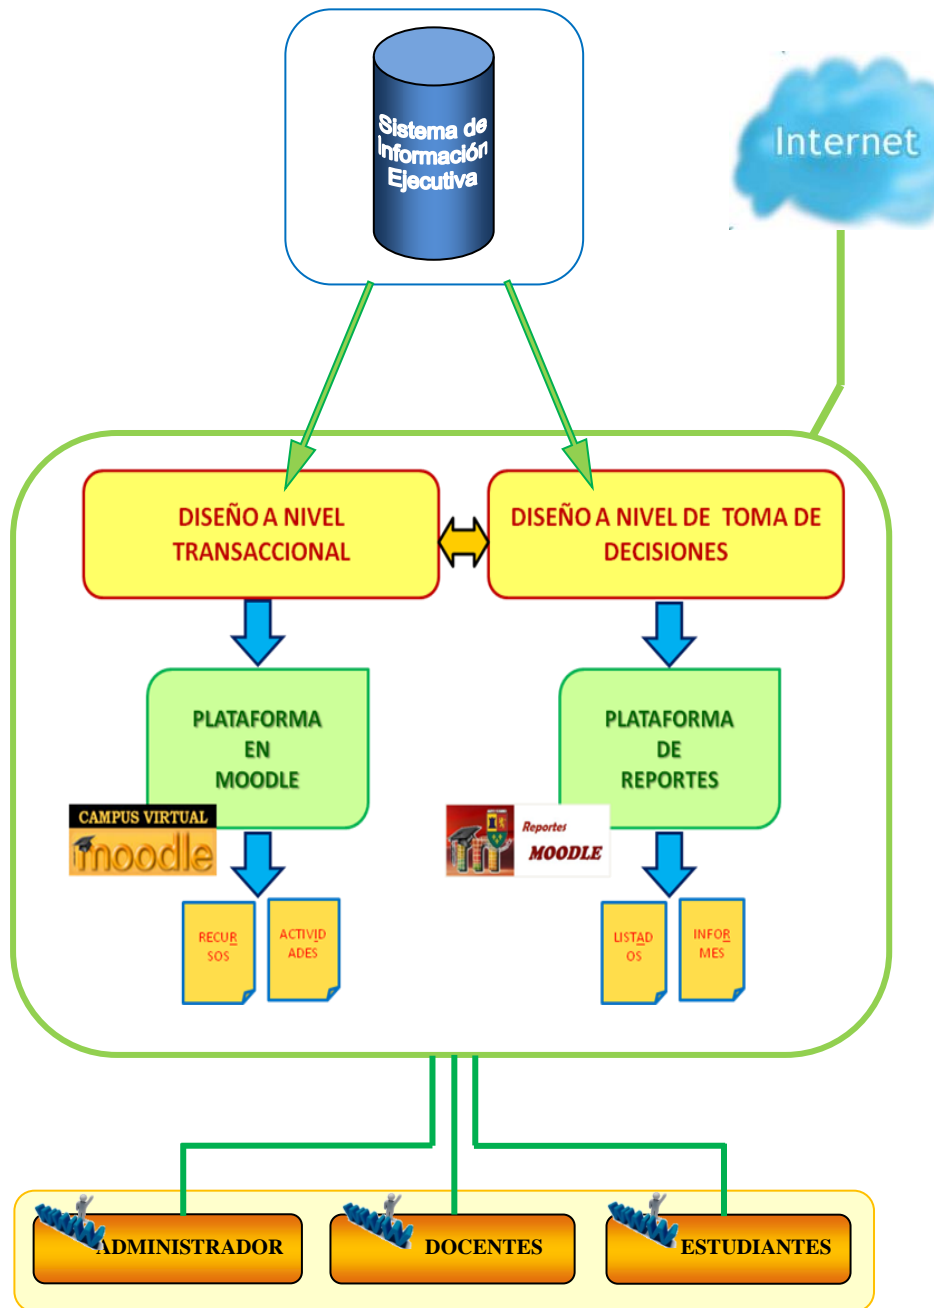 Sistema de
Información
Ejecutiva
Internet
DISEÑO A NIVEL
TRANSACCIONAL
DISEÑO A NIVEL DE TOMA DE
DECISIONES
PLATAFORMA
EN
MOODLE
PLATAFORMA
DE
REPORTES
CAMPUS VIRTUAL
moodle
Reportes
MOODLE
RECUR
SOS
ACTIVID
ADES
LISTAD
OS
INFOR
MES
ADMINISTRADOR
DOCENTES
ESTUDIANTES